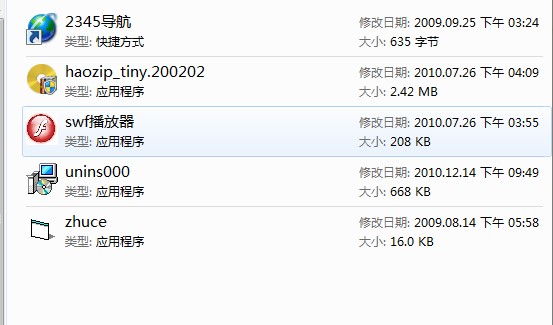 2345导航 修改日期: 2009.09.25 下午 03:24
类型: 快捷方式 大小: 635 字节
haozip_tiny.200202 修改日期: 2010.07.26 下午 04:09
类型: 应用程序 大小: 2.42 MB
swf播放器 修改日期: 2010.07.26 下午 03:55
类型: 应用程序 大小: 208 KB
unins000 修改日期: 2010.12.14 下午 09:49
类型: 应用程序 大小: 668 KB
zhuce 修改日期: 2009.08.14 下午 05:58
类型: 应用程序 大小: 16.0 KB